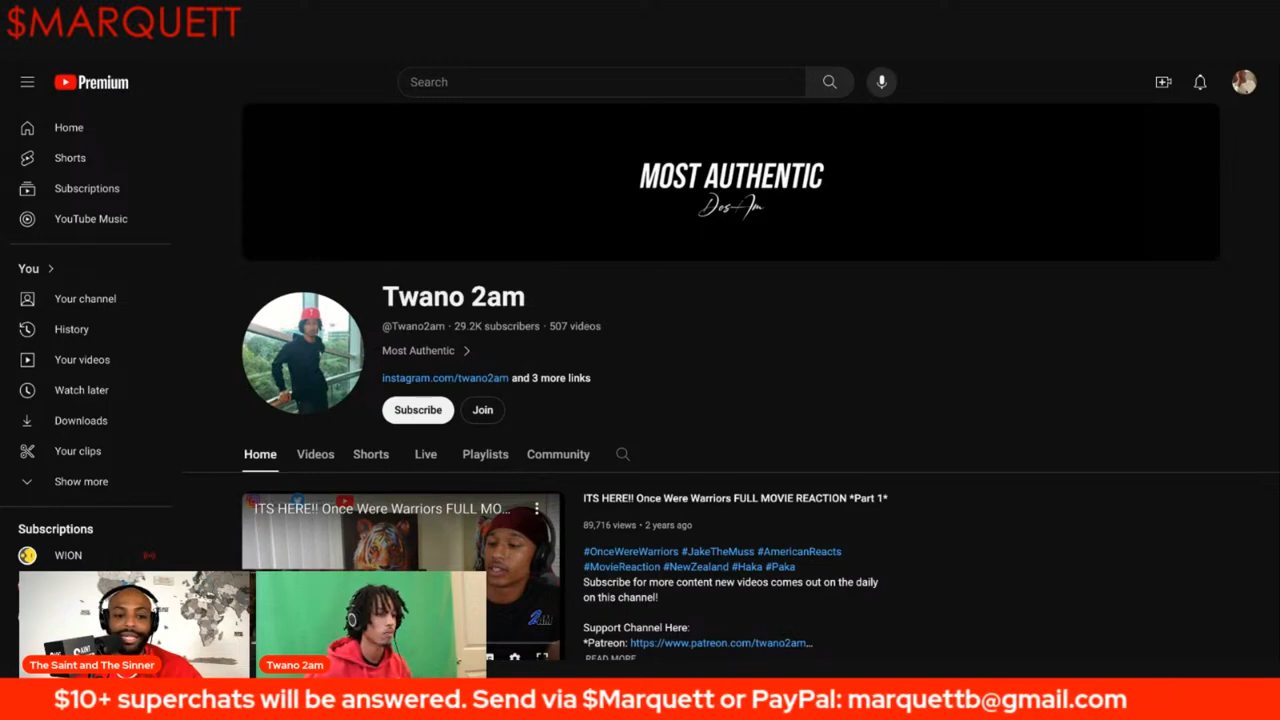 $MARQUETT
Premium
Search
Home
Shorts
Subscriptions
YouTube Music
You
Your channel
History
Your videos
Watch later
Downloads
Your clips
Show more
Subscriptions
WION
MOST AUTHENTIC
DosAm
Twano 2am
@Twano2am · 29.2K subscribers · 507 videos
Most Authentic
instagram.com/twano2am and 3 more links
Subscribe
Join
Home Videos Shorts Live Playlists Community
ITS HERE!! Once Were Warriors FULL MO...
2AM
ITS HERE!! Once Were Warriors FULL MOVIE REACTION *Part 1*
89,716 views · 2 years ago
#OnceWereWarriors #JakeTheMuss #AmericanReacts
#MovieReaction #NewZealand #Haka #Paka
Subscribe for more content new videos comes out on the daily
on this channel!
Support Channel Here:
*Patreon: https://www.patreon.com/twano2am...
READ MORE
The Saint and The Sinner
Twano 2am
$10+ superchats will be answered. Send via $Marquett or PayPal: marquettb@gmail.com